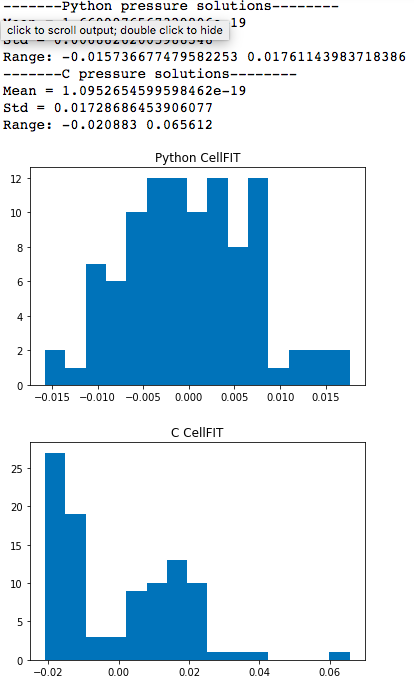 -------Python pressure solutions--------
click to scroll output; double click to hide
Range: -0.015736677479582253 0.01761143983718386
-------C pressure solutions--------
Mean = 1.0952654599598462e-19
Std = 0.01728686453906077
Range: -0.020883 0.065612
Python CellFIT
12
10
8
6
4
2
0
-0.015 -0.010 -0.005 0.000 0.005 0.010 0.015
C CellFIT
25
20
15
10
5
0
-0.02 0.00 0.02 0.04 0.06